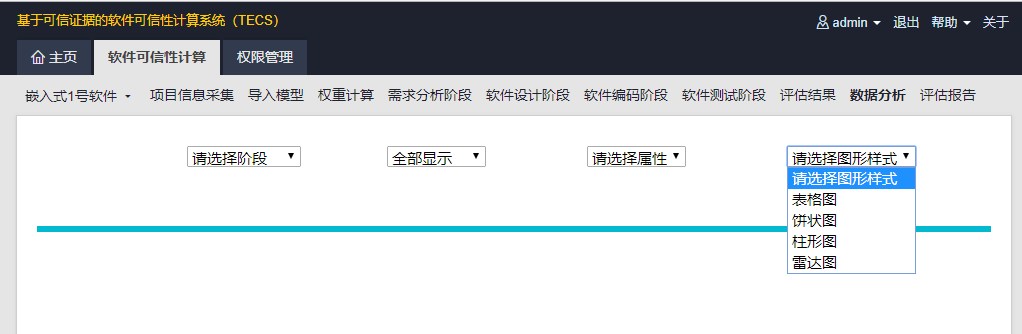 基于可信证据的软件可信性计算系统（TECS）
admin 退出 帮助 关于
主页 软件可信性计算 权限管理
嵌入式1号软件 项目信息采集 导入模型 权重计算 需求分析阶段 软件设计阶段 软件编码阶段 软件测试阶段 评估结果 数据分析 评估报告
请选择阶段 全部显示 请选择属性 请选择图形样式
请选择图形样式
表格图
饼状图
柱形图
雷达图